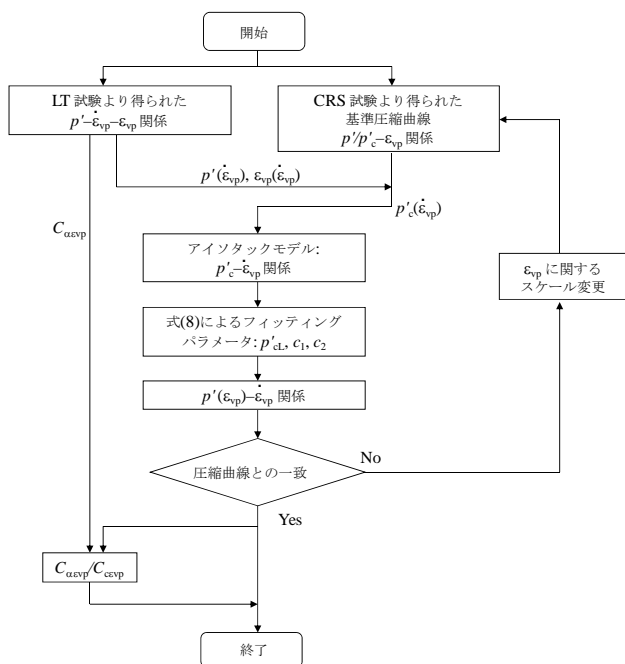 開始
LT 試験より得られた
p′–ε̇vp–εvp 関係
CRS 試験より得られた
基準圧縮曲線
p′/p′c–εvp 関係
p′(ε̇vp), εvp(ε̇vp)
p′c(ε̇vp)
Cαεvp
アイソタックモデル:
p′c–ε̇vp 関係
εvp に関する
スケール変更
式(8)によるフィッティング
パラメータ: p′cL, c1, c2
p′(εvp)–ε̇vp 関係
圧縮曲線との一致
No
Yes
Cαεvp/Ccεvp
終了